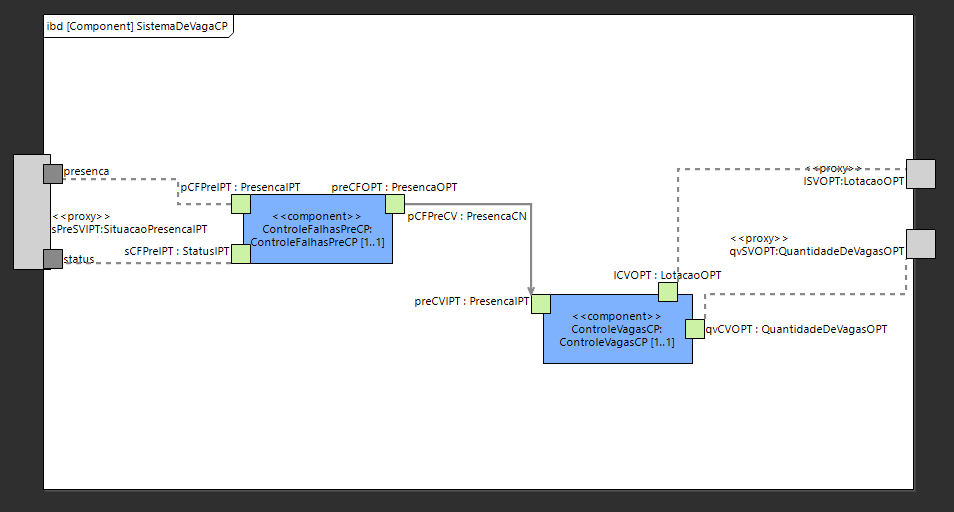 ibd [Component] SistemaDeVagaCP
presenca
<<proxy>>
sPreSVIPT:SituacaoPresencaIPT
status
pCFPreIPT : PresencaIPT
preCFOPT : PresencaOPT
<<component>>
ControleFalhasPreCP:
ControleFalhasPreCP [1..1]
sCFPreIPT : StatusIPT
pCFPreCV : PresencaCN
<<proxy>>
lSVOPT:LotacaoOPT
<<proxy>>
qvSVOPT:QuantidadeDeVagasOPT
lCVOPT : LotacaoOPT
preCVIPT : PresencaIPT
<<component>>
ControleVagasCP:
ControleVagasCP [1..1]
qvCVOPT : QuantidadeDeVagasOPT